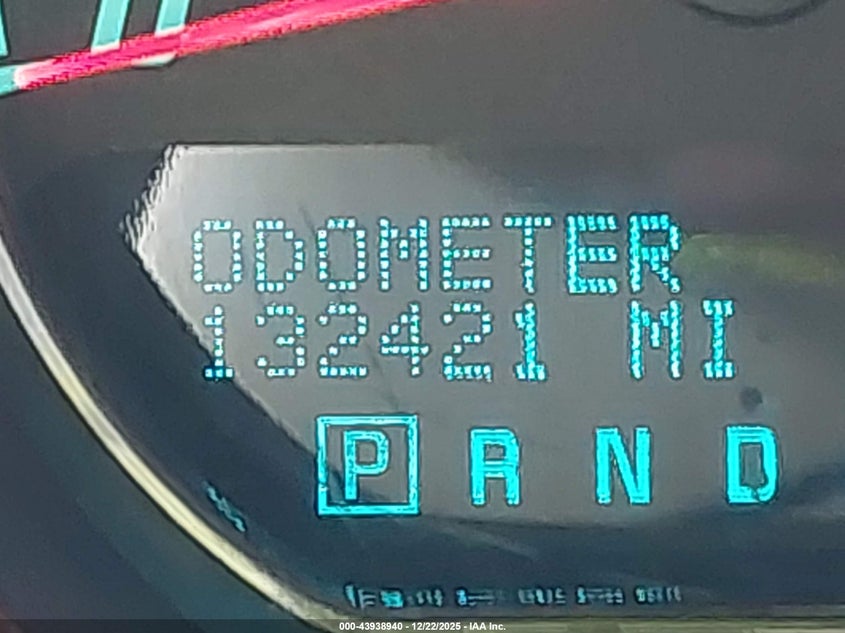 ODOMETER
132421 MI
P R N D
000-43938940 - 12/22/2025 - IAA Inc.